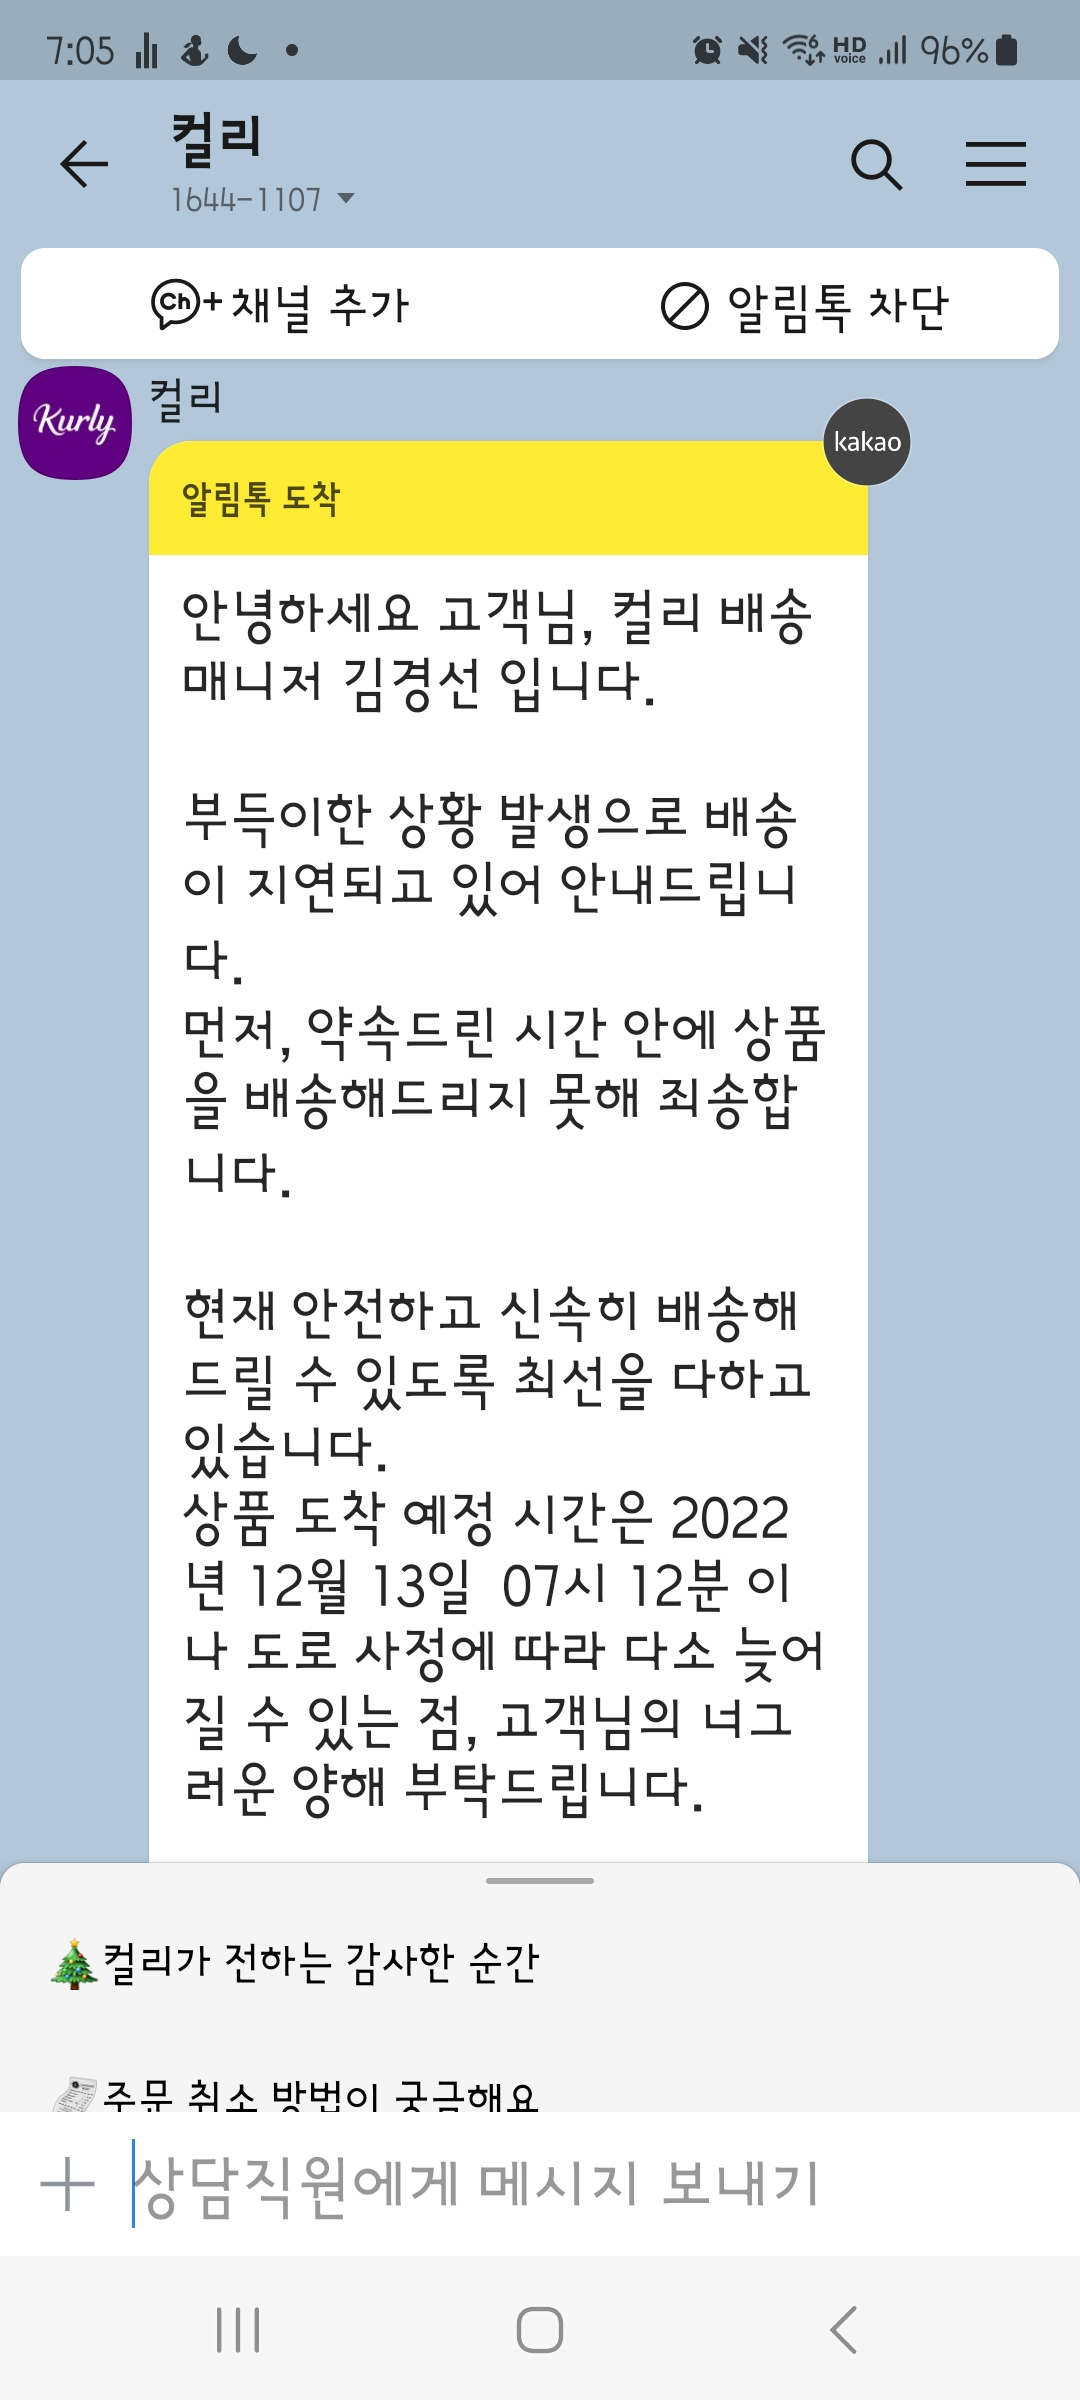 7:05
HD
voice
96%
컬리
1644-1107
Ch+ 채널 추가
알림톡 차단
Kurly
컬리
kakao
알림톡 도착
안녕하세요 고객님, 컬리 배송
매니저 김경선 입니다.
부득이한 상황 발생으로 배송
이 지연되고 있어 안내드립니
다.
먼저, 약속드린 시간 안에 상품
을 배송해드리지 못해 죄송합
니다.
현재 안전하고 신속히 배송해
드릴 수 있도록 최선을 다하고
있습니다.
상품 도착 예정 시간은 2022
년 12월 13일  07시 12분 이
나 도로 사정에 따라 다소 늦어
질 수 있는 점, 고객님의 너그
러운 양해 부탁드립니다.
🎄컬리가 전하는 감사한 순간
🧾주문 취소 방법이 궁금해요
상담직원에게 메시지 보내기